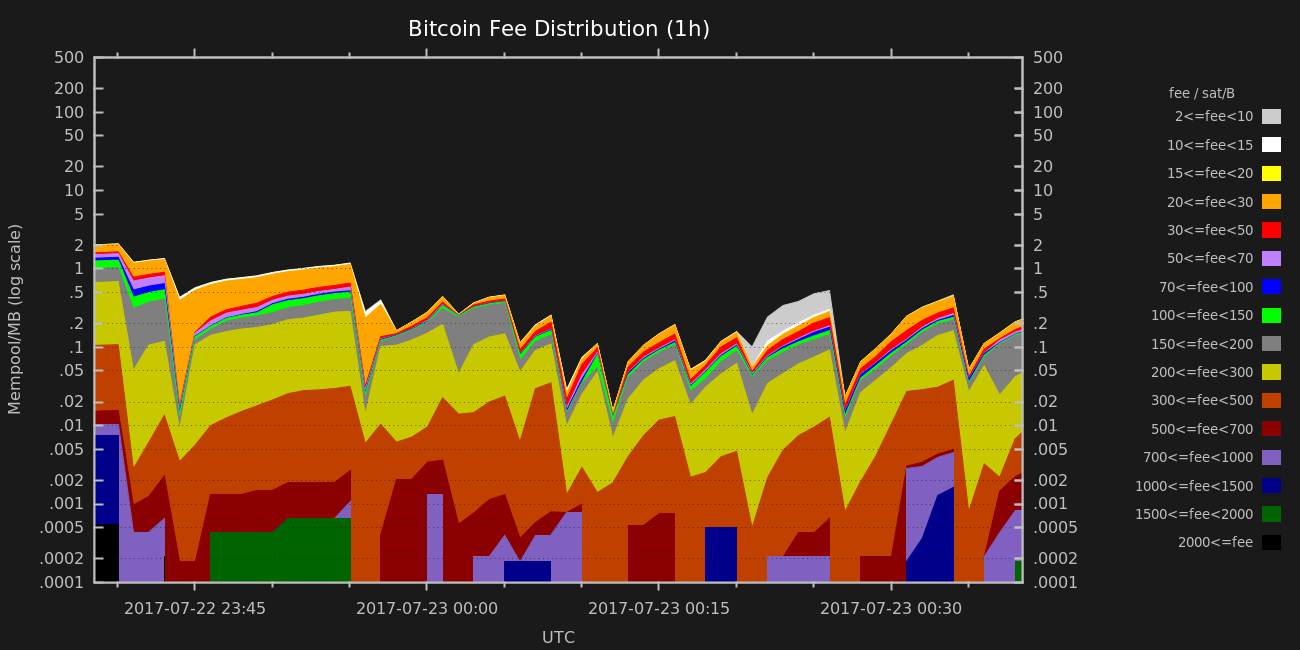 Bitcoin Fee Distribution (1h)
Mempool/MB (log scale)
500
200
100
50
20
10
5
2
1
.5
.2
.1
.05
.02
.01
.005
.002
.001
.0005
.0002
.0001
500
200
100
50
20
10
5
2
1
.5
.2
.1
.05
.02
.01
.005
.002
.001
.0005
.0002
.0001
2017-07-22 23:45
2017-07-23 00:00
2017-07-23 00:15
2017-07-23 00:30
UTC
fee / sat/B
2<=fee<10
10<=fee<15
15<=fee<20
20<=fee<30
30<=fee<50
50<=fee<70
70<=fee<100
100<=fee<150
150<=fee<200
200<=fee<300
300<=fee<500
500<=fee<700
700<=fee<1000
1000<=fee<1500
1500<=fee<2000
2000<=fee